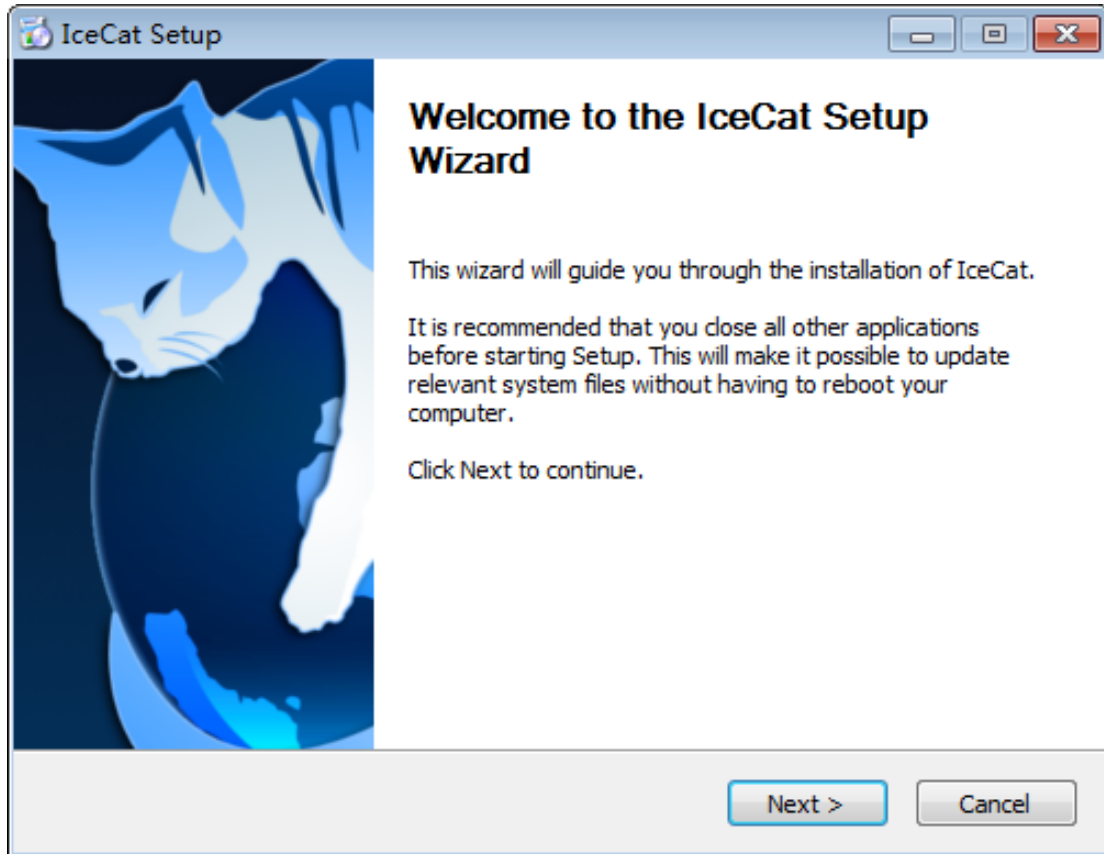 IceCat Setup
Welcome to the IceCat Setup
Wizard
This wizard will guide you through the installation of IceCat.
It is recommended that you close all other applications
before starting Setup. This will make it possible to update
relevant system files without having to reboot your
computer.
Click Next to continue.
Next >
Cancel